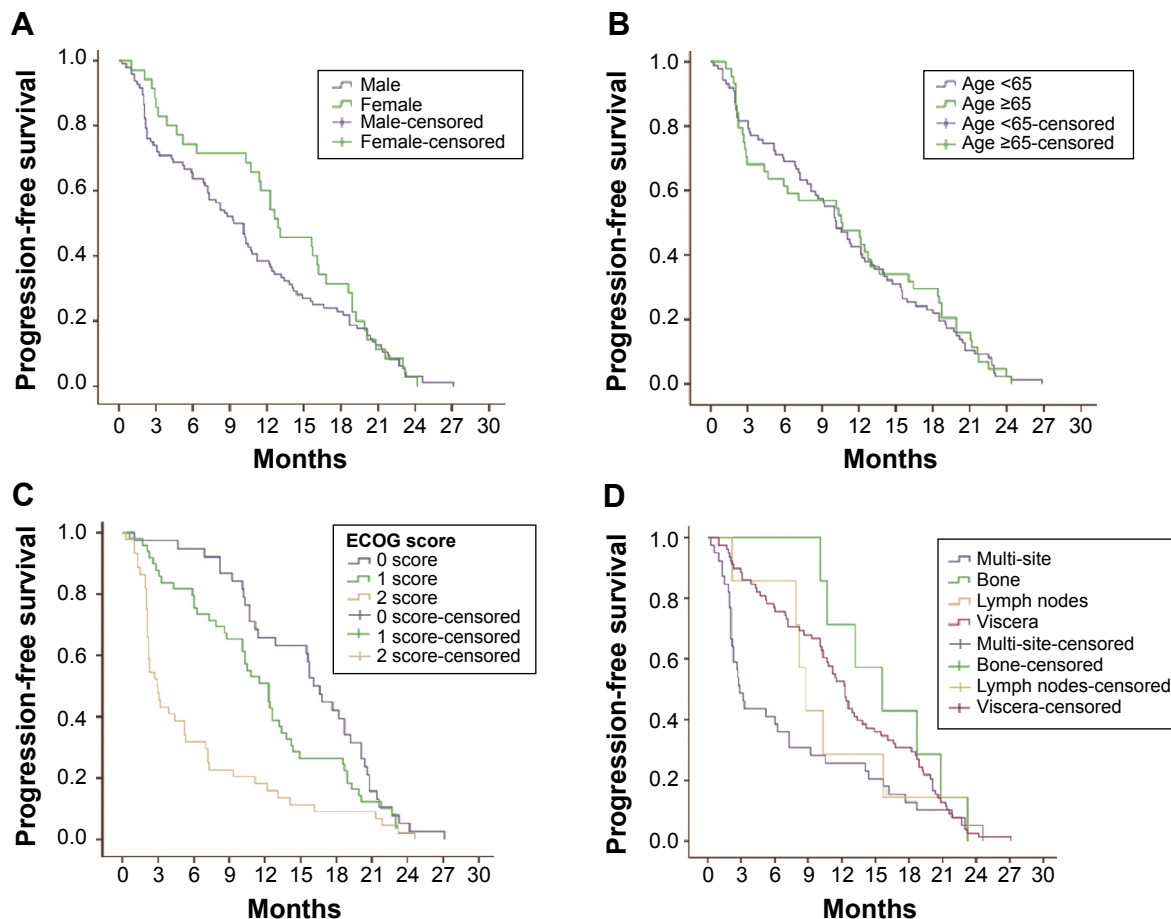 A
Progression-free survival
1.0
0.8
0.6
0.4
0.2
0.0
Male
Female
Male-censored
Female-censored
0 3 6 9 12 15 18 21 24 27 30
Months
B
Progression-free survival
1.0
0.8
0.6
0.4
0.2
0.0
Age <65
Age ≥65
Age <65-censored
Age ≥65-censored
0 3 6 9 12 15 18 21 24 27 30
Months
C
Progression-free survival
1.0
0.8
0.6
0.4
0.2
0.0
ECOG score
0 score
1 score
2 score
0 score-censored
1 score-censored
2 score-censored
0 3 6 9 12 15 18 21 24 27 30
Months
D
Progression-free survival
1.0
0.8
0.6
0.4
0.2
0.0
Multi-site
Bone
Lymph nodes
Viscera
Multi-site-censored
Bone-censored
Lymph nodes-censored
Viscera-censored
0 3 6 9 12 15 18 21 24 27 30
Months